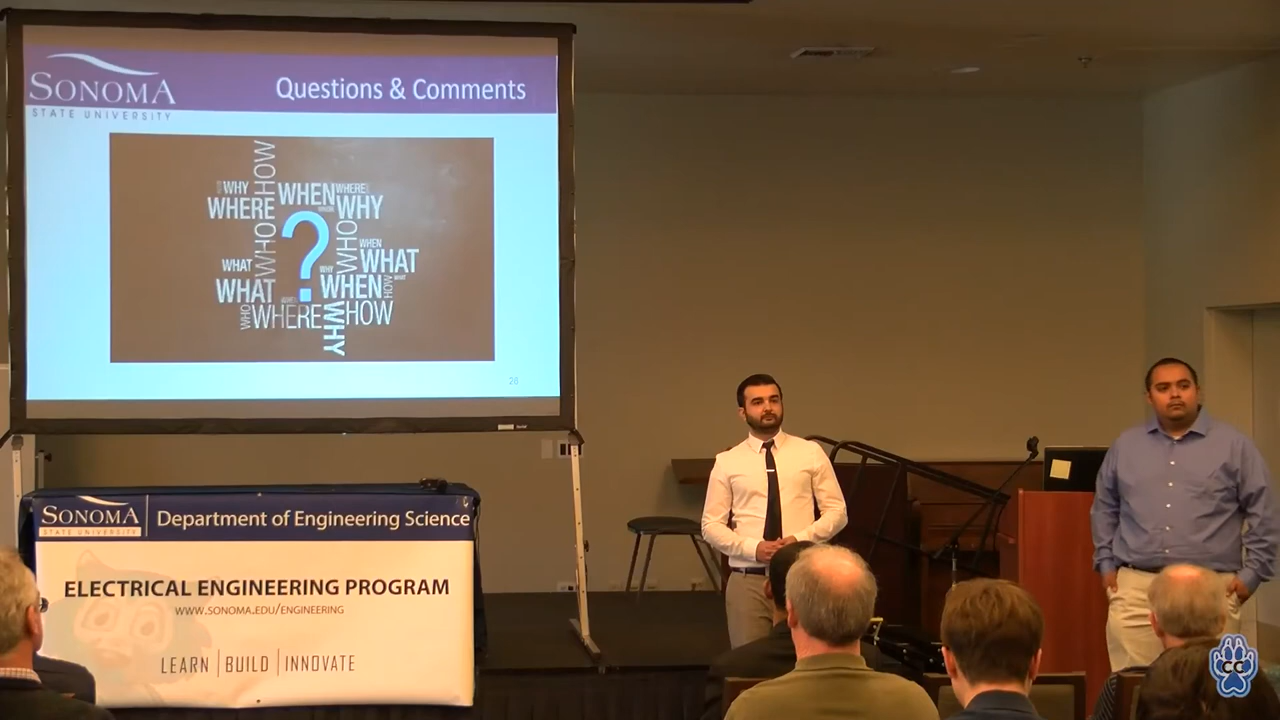 SONOMA
STATE UNIVERSITY
Questions & Comments
HOW
WHY
WHEN
WHERE
WHERE
WHY
WHO
WHO
WHEN
WHAT
WHAT
WHY
WHAT
WHEN
HOW
WHO
WHERE
WHY
HOW
28
SONOMA
STATE UNIVERSITY
Department of Engineering Science
ELECTRICAL ENGINEERING PROGRAM
WWW.SONOMA.EDU/ENGINEERING
LEARN | BUILD | INNOVATE
CC